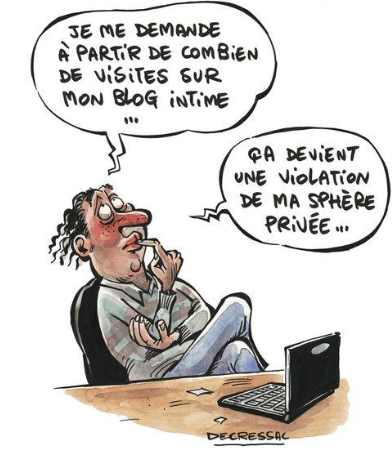 JE ME DEMANDE
À PARTIR DE COMBIEN
DE VISITES SUR
MON BLOG INTIME
...
ÇA DEVIENT
UNE VIOLATION
DE MA SPHÈRE
PRIVÉE...
DECRESSAC